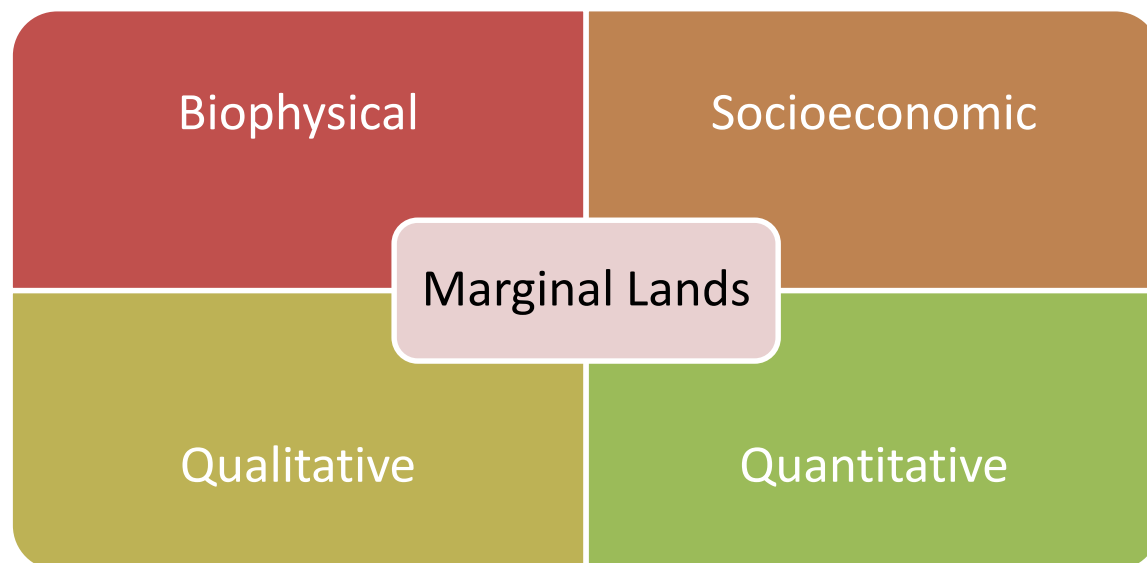 Biophysical
Socioeconomic
Marginal Lands
Qualitative
Quantitative